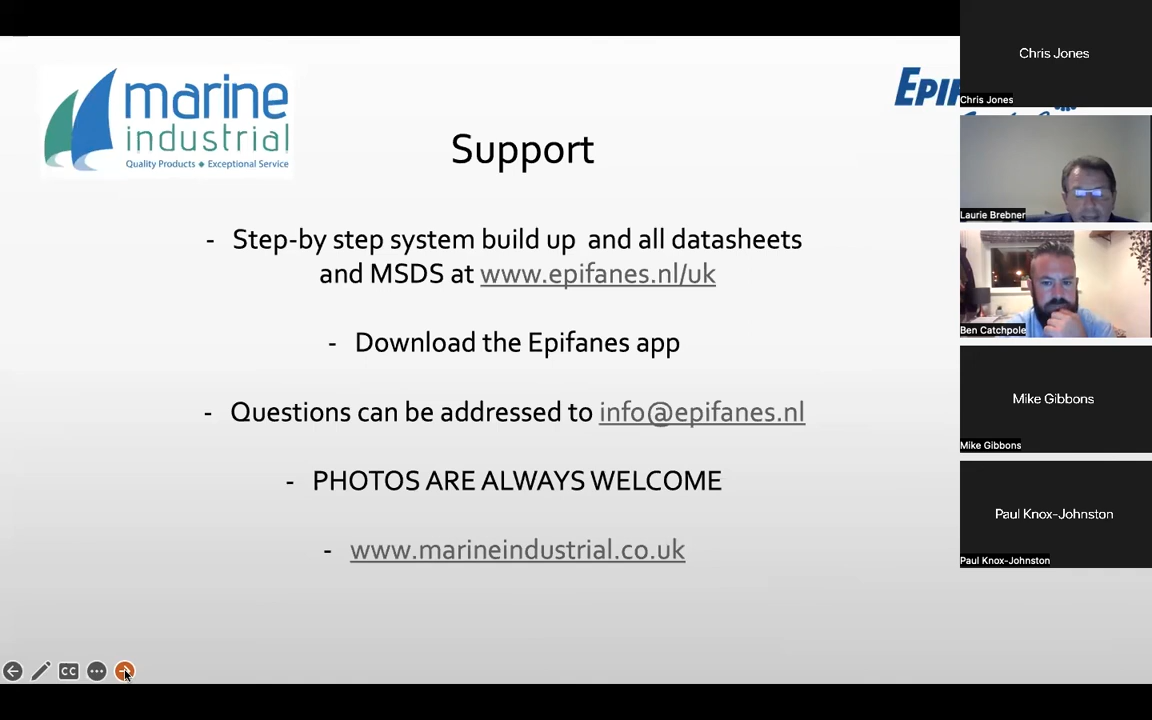 marine
industrial
Quality Products ◆ Exceptional Service
EPIF
Support
- Step-by step system build up and all datasheets
and MSDS at www.epifanes.nl/uk
- Download the Epifanes app
- Questions can be addressed to info@epifanes.nl
- PHOTOS ARE ALWAYS WELCOME
- www.marineindustrial.co.uk
CC
Chris Jones
Chris Jones
Laurie Brebner
Ben Catchpole
Mike Gibbons
Mike Gibbons
Paul Knox-Johnston
Paul Knox-Johnston